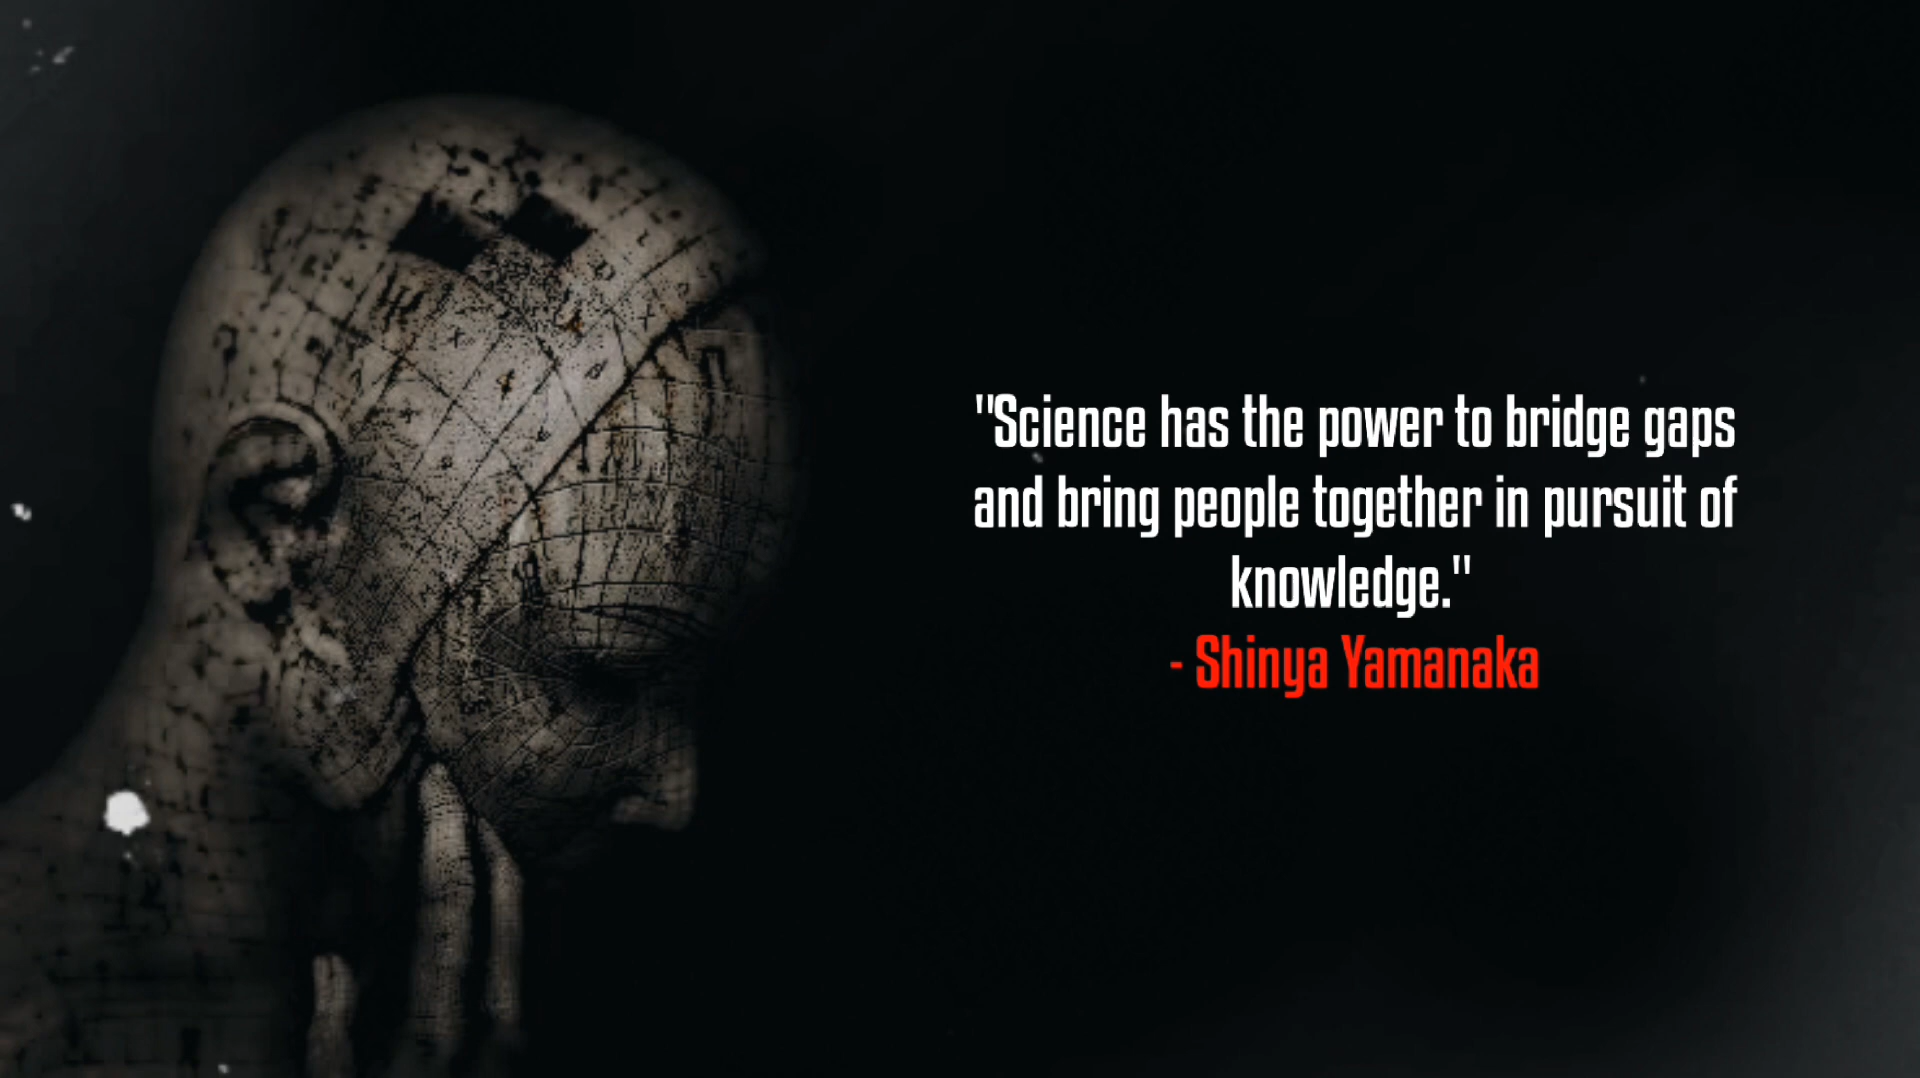 "Science has the power to bridge gaps
and bring people together in pursuit of
knowledge."
- Shinya Yamanaka